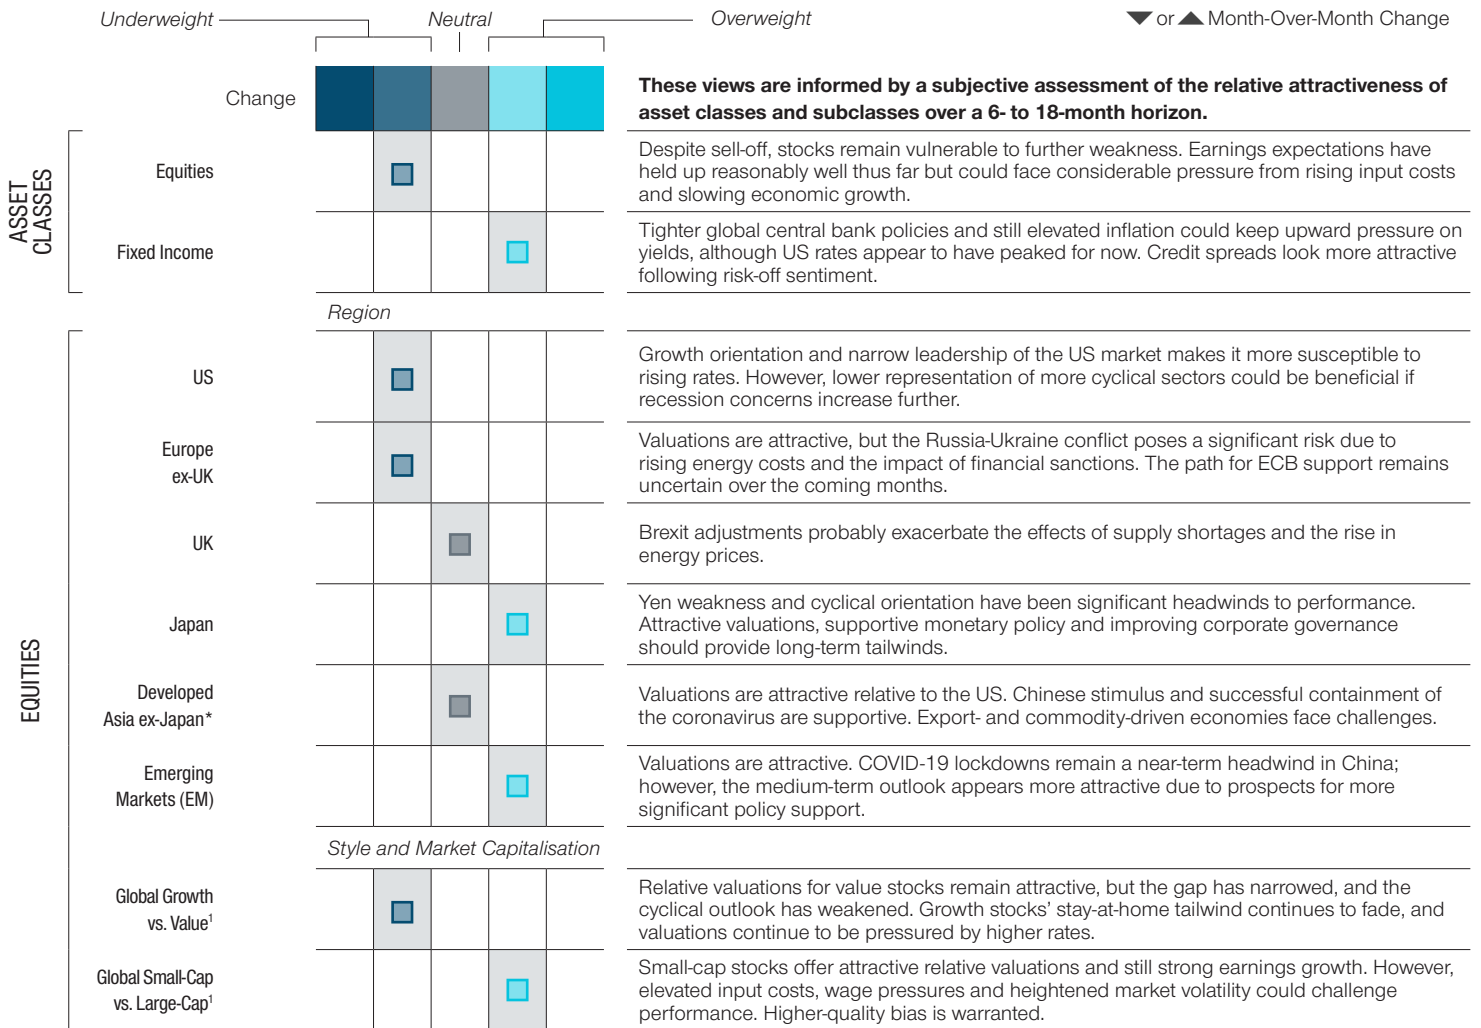 Underweight
Neutral
Overweight
▼ or ▲ Month-Over-Month Change
Change
These views are informed by a subjective assessment of the relative attractiveness of
asset classes and subclasses over a 6- to 18-month horizon.
ASSET
CLASSES
Equities
Despite sell-off, stocks remain vulnerable to further weakness. Earnings expectations have
held up reasonably well thus far but could face considerable pressure from rising input costs
and slowing economic growth.
Fixed Income
Tighter global central bank policies and still elevated inflation could keep upward pressure on
yields, although US rates appear to have peaked for now. Credit spreads look more attractive
following risk-off sentiment.
EQUITIES
Region
US
Growth orientation and narrow leadership of the US market makes it more susceptible to
rising rates. However, lower representation of more cyclical sectors could be beneficial if
recession concerns increase further.
Europe
ex-UK
Valuations are attractive, but the Russia-Ukraine conflict poses a significant risk due to
rising energy costs and the impact of financial sanctions. The path for ECB support remains
uncertain over the coming months.
UK
Brexit adjustments probably exacerbate the effects of supply shortages and the rise in
energy prices.
Japan
Yen weakness and cyclical orientation have been significant headwinds to performance.
Attractive valuations, supportive monetary policy and improving corporate governance
should provide long-term tailwinds.
Developed
Asia ex-Japan*
Valuations are attractive relative to the US. Chinese stimulus and successful containment of
the coronavirus are supportive. Export- and commodity-driven economies face challenges.
Emerging
Markets (EM)
Valuations are attractive. COVID-19 lockdowns remain a near-term headwind in China;
however, the medium-term outlook appears more attractive due to prospects for more
significant policy support.
Style and Market Capitalisation
Global Growth
vs. Value¹
Relative valuations for value stocks remain attractive, but the gap has narrowed, and the
cyclical outlook has weakened. Growth stocks' stay-at-home tailwind continues to fade, and
valuations continue to be pressured by higher rates.
Global Small-Cap
vs. Large-Cap¹
Small-cap stocks offer attractive relative valuations and still strong earnings growth. However,
elevated input costs, wage pressures and heightened market volatility could challenge
performance. Higher-quality bias is warranted.